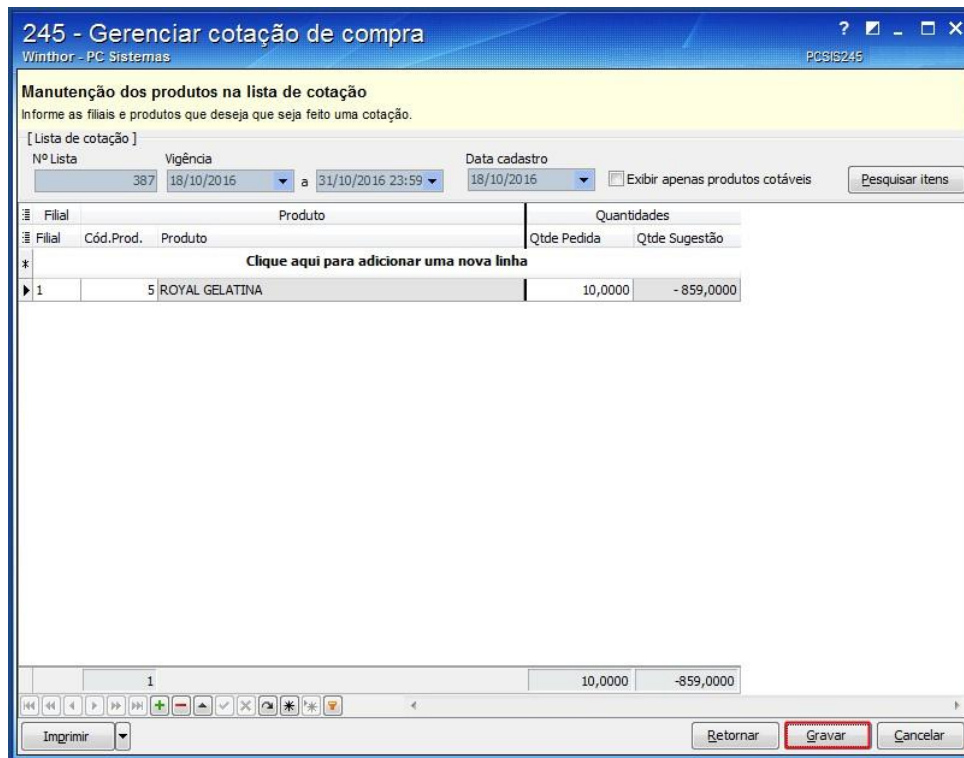 245 - Gerenciar cotação de compra
Winthor - PC Sistemas
PCSIS245
Manutenção dos produtos na lista de cotação
Informe as filiais e produtos que deseja que seja feito uma cotação.
[ Lista de cotação ]
Nº Lista Vigência Data cadastro
387 18/10/2016 a 31/10/2016 23:59 18/10/2016 Exibir apenas produtos cotáveis Pesquisar itens
Filial Produto Quantidades
Filial Cód.Prod. Produto Qtde Pedida Qtde Sugestão
Clique aqui para adicionar uma nova linha
1 5 ROYAL GELATINA 10,0000 - 859,0000
1 10,0000 -859,0000
Imprimir Retornar Gravar Cancelar